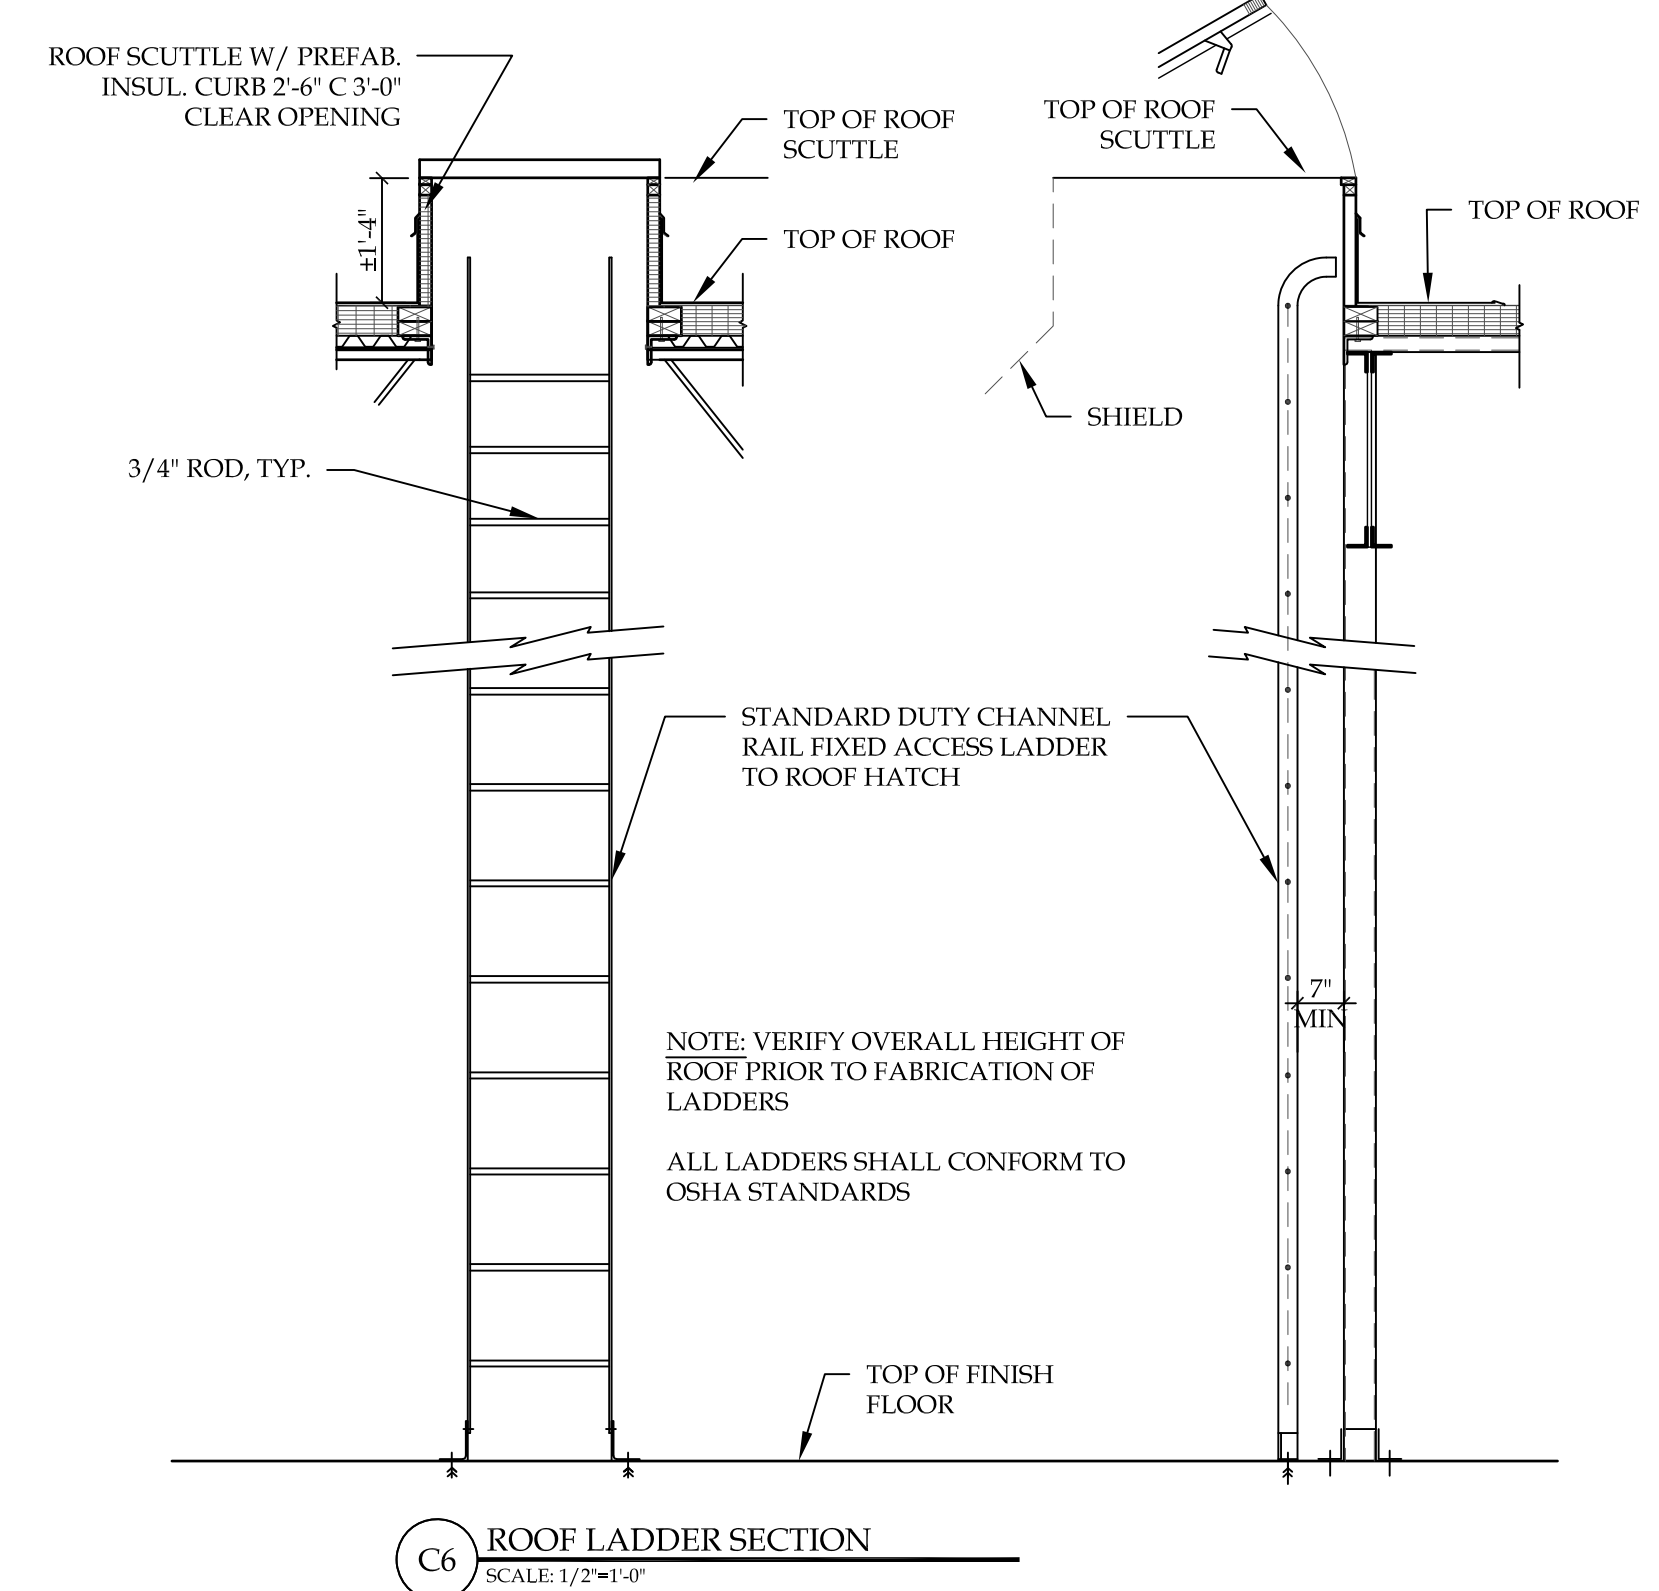 ROOF SCUTTLE W/ PREFAB.
INSUL. CURB 2'-6" C 3'-0"
CLEAR OPENING
TOP OF ROOF
SCUTTLE
TOP OF ROOF
SCUTTLE
TOP OF ROOF
±1'-4"
TOP OF ROOF
SHIELD
3/4" ROD, TYP.
STANDARD DUTY CHANNEL
RAIL FIXED ACCESS LADDER
TO ROOF HATCH
7"
MIN
NOTE: VERIFY OVERALL HEIGHT OF
ROOF PRIOR TO FABRICATION OF
LADDERS
ALL LADDERS SHALL CONFORM TO
OSHA STANDARDS
TOP OF FINISH
FLOOR
C6
ROOF LADDER SECTION
SCALE: 1/2"=1'-0"